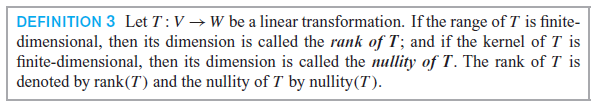 DEFINITION 3 Let T : V → W be a linear transformation. If the range of T is finite-
dimensional, then its dimension is called the rank of T; and if the kernel of T is
finite-dimensional, then its dimension is called the nullity of T. The rank of T is
denoted by rank(T) and the nullity of T by nullity(T).